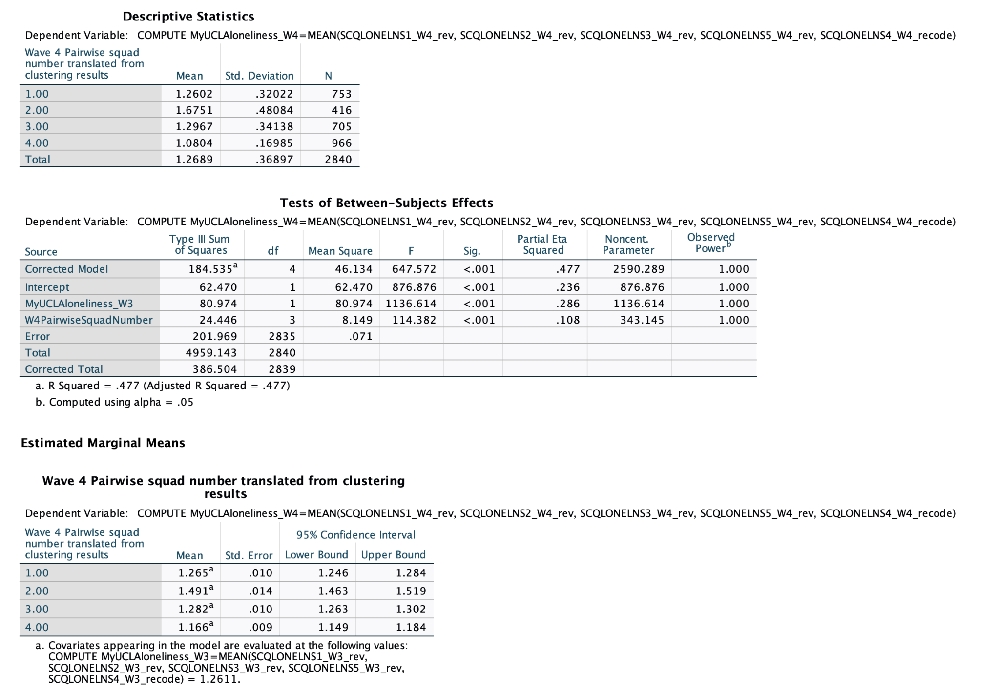 Descriptive Statistics
Dependent Variable: COMPUTE MyUCLAloneliness_W4=MEAN(SCQLONELNS1_W4_rev, SCQLONELNS2_W4_rev, SCQLONELNS3_W4_rev, SCQLONELNS5_W4_rev, SCQLONELNS4_W4_recode)
Wave 4 Pairwise squad
number translated from
clustering results Mean Std. Deviation N
1.00 1.2602 .32022 753
2.00 1.6751 .48084 416
3.00 1.2967 .34138 705
4.00 1.0804 .16985 966
Total 1.2689 .36897 2840
Tests of Between-Subjects Effects
Dependent Variable: COMPUTE MyUCLAloneliness_W4=MEAN(SCQLONELNS1_W4_rev, SCQLONELNS2_W4_rev, SCQLONELNS3_W4_rev, SCQLONELNS5_W4_rev, SCQLONELNS4_W4_recode)
Type III Sum Partial Eta Noncent. Observed
Source of Squares df Mean Square F Sig. Squared Parameter Power b
Corrected Model 184.535a 4 46.134 647.572 <.001 .477 2590.289 1.000
Intercept 62.470 1 62.470 876.876 <.001 .236 876.876 1.000
MyUCLAloneliness_W3 80.974 1 80.974 1136.614 <.001 .286 1136.614 1.000
W4PairwiseSquadNumber 24.446 3 8.149 114.382 <.001 .108 343.145 1.000
Error 201.969 2835 .071
Total 4959.143 2840
Corrected Total 386.504 2839
a. R Squared = .477 (Adjusted R Squared = .477)
b. Computed using alpha = .05
Estimated Marginal Means
Wave 4 Pairwise squad number translated from clustering
results
Dependent Variable: COMPUTE MyUCLAloneliness_W4=MEAN(SCQLONELNS1_W4_rev, SCQLONELNS2_W4_rev, SCQLONELNS3_W4_rev, SCQLONELNS5_W4_rev, SCQLONELNS4_W4_recode)
Wave 4 Pairwise squad 95% Confidence Interval
number translated from
clustering results Mean Std. Error Lower Bound Upper Bound
1.00 1.265a .010 1.246 1.284
2.00 1.491a .014 1.463 1.519
3.00 1.282a .010 1.263 1.302
4.00 1.166a .009 1.149 1.184
a. Covariates appearing in the model are evaluated at the following values:
COMPUTE MyUCLAloneliness_W3=MEAN(SCQLONELNS1_W3_rev,
SCQLONELNS2_W3_rev, SCQLONELNS3_W3_rev, SCQLONELNS5_W3_rev,
SCQLONELNS4_W3_recode) = 1.2611.